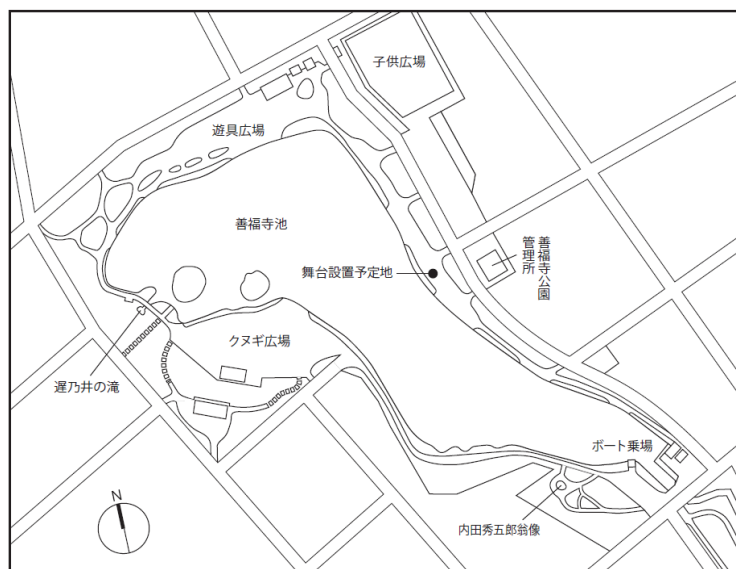 子供広場
遊具広場
善福寺池
善福寺公園
管理所
舞台設置予定地
クヌギ広場
遅乃井の滝
ボート乗場
内田秀五郎翁像
N